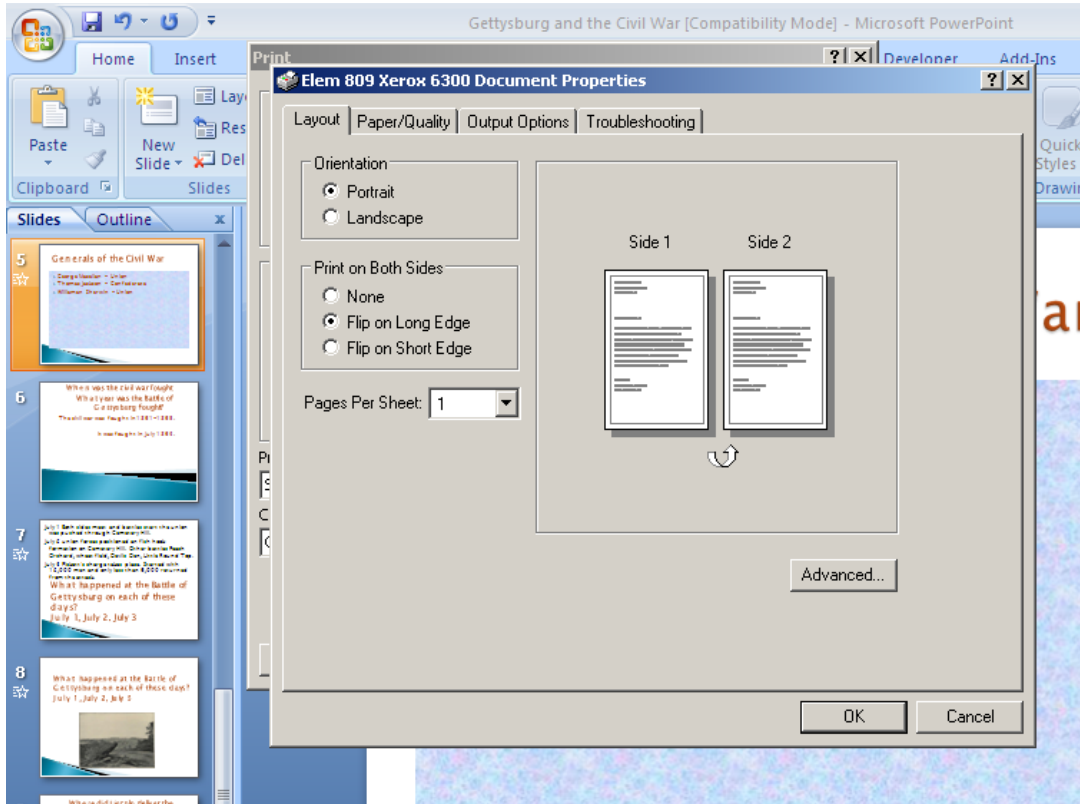 Gettysburg and the Civil War [Compatibility Mode] - Microsoft PowerPoint
Home Insert Developer Add-Ins
Print
Elem 809 Xerox 6300 Document Properties
Layout Paper/Quality Output Options Troubleshooting
Paste
New
Slide
Lay
Res
Del
Clipboard Slides
Quick
Styles
Drawin
Slides Outline x
Orientation
Portrait
Landscape
Print on Both Sides
None
Flip on Long Edge
Flip on Short Edge
Pages Per Sheet: 1
Side 1 Side 2
Advanced...
OK Cancel
5
Generals of the Civil War
6
When was the civil war fought
What year was the Battle of
Gettysburg fought?
7
What happened at the Battle of
Gettysburg on each of these
days?
July 1, July 2, July 3
8
What happened at the Battle of
Gettysburg on each of these days?
July 1, July 2, July 3